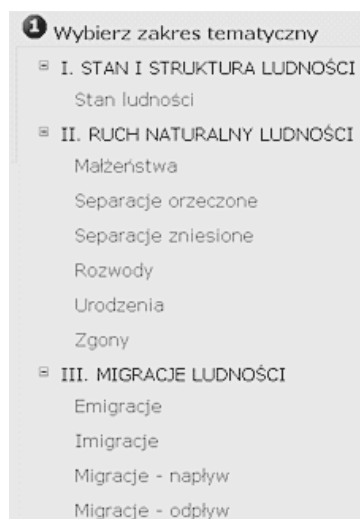 1 Wybierz zakres tematyczny
I. STAN I STRUKTURA LUDNOŚCI
Stan ludności
II. RUCH NATURALNY LUDNOŚCI
Małżeństwa
Separacje orzeczone
Separacje zniesione
Rozwody
Urodzenia
Zgony
III. MIGRACJE LUDNOŚCI
Emigracje
Imigracje
Migracje - napływ
Migracje - odpływ